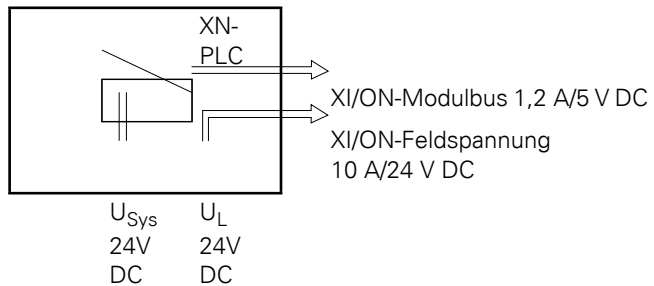 XN-
PLC
XI/ON-Modulbus 1,2 A/5 V DC
XI/ON-Feldspannung
10 A/24 V DC
USys
24V
DC
UL
24V
DC